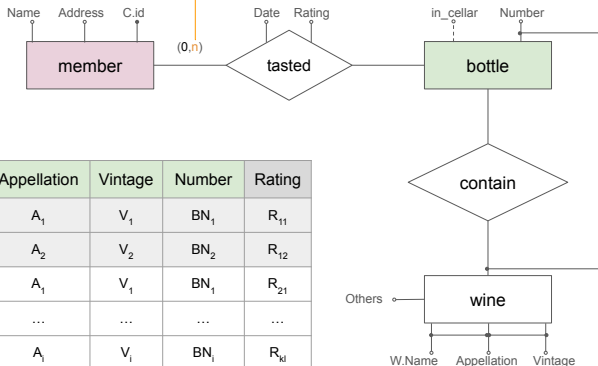 Name Address C.id Date Rating in_cellar Number
(0,n)
member tasted bottle
Appellation Vintage Number Rating
A1 V1 BN1 R11
A2 V2 BN2 R12
A1 V1 BN1 R21
... ... ... ...
Ai Vi BNi Rkl
contain
Others wine
W.Name Appellation Vintage